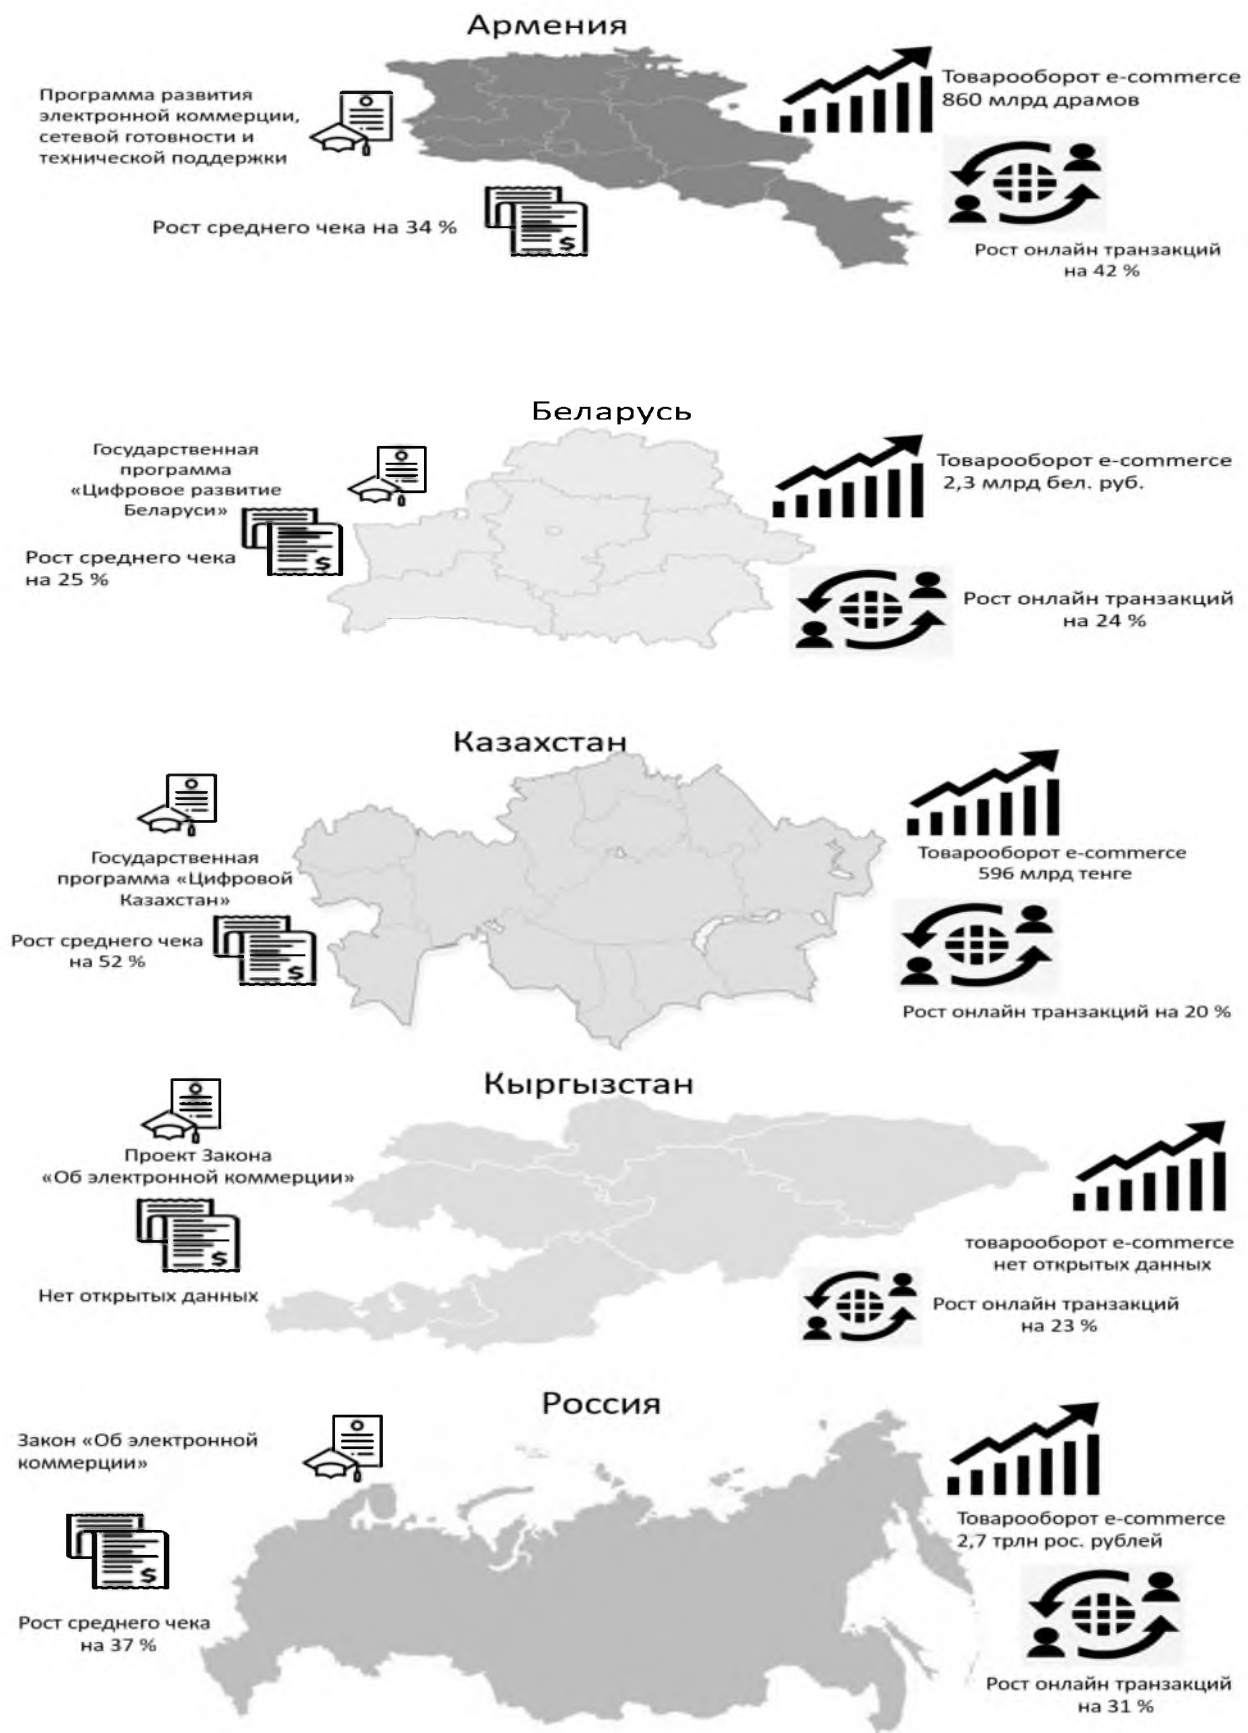 Армения
Программа развития
электронной коммерции,
сетевой готовности и
технической поддержки
Товарооборот e-commerce
860 млрд драмов
Рост среднего чека на 34 %
$
Рост онлайн транзакций
на 42 %
Беларусь
Государственная
программа
«Цифровое развитие
Беларуси»
Товарооборот e-commerce
2,3 млрд бел. руб.
Рост среднего чека
на 25 %
$
Рост онлайн транзакций
на 24 %
Казахстан
Государственная
программа «Цифровой
Казахстан»
Товарооборот e-commerce
596 млрд тенге
Рост среднего чека
на 52 %
$
Рост онлайн транзакций на 20 %
Кыргызстан
Проект Закона
«Об электронной коммерции»
$
Нет открытых данных
товарооборот e-commerce
нет открытых данных
Рост онлайн транзакций
на 23 %
Россия
Закон «Об электронной
коммерции»
Товарооборот e-commerce
2,7 трлн рос. рублей
$
Рост среднего чека
на 37 %
Рост онлайн транзакций
на 31 %